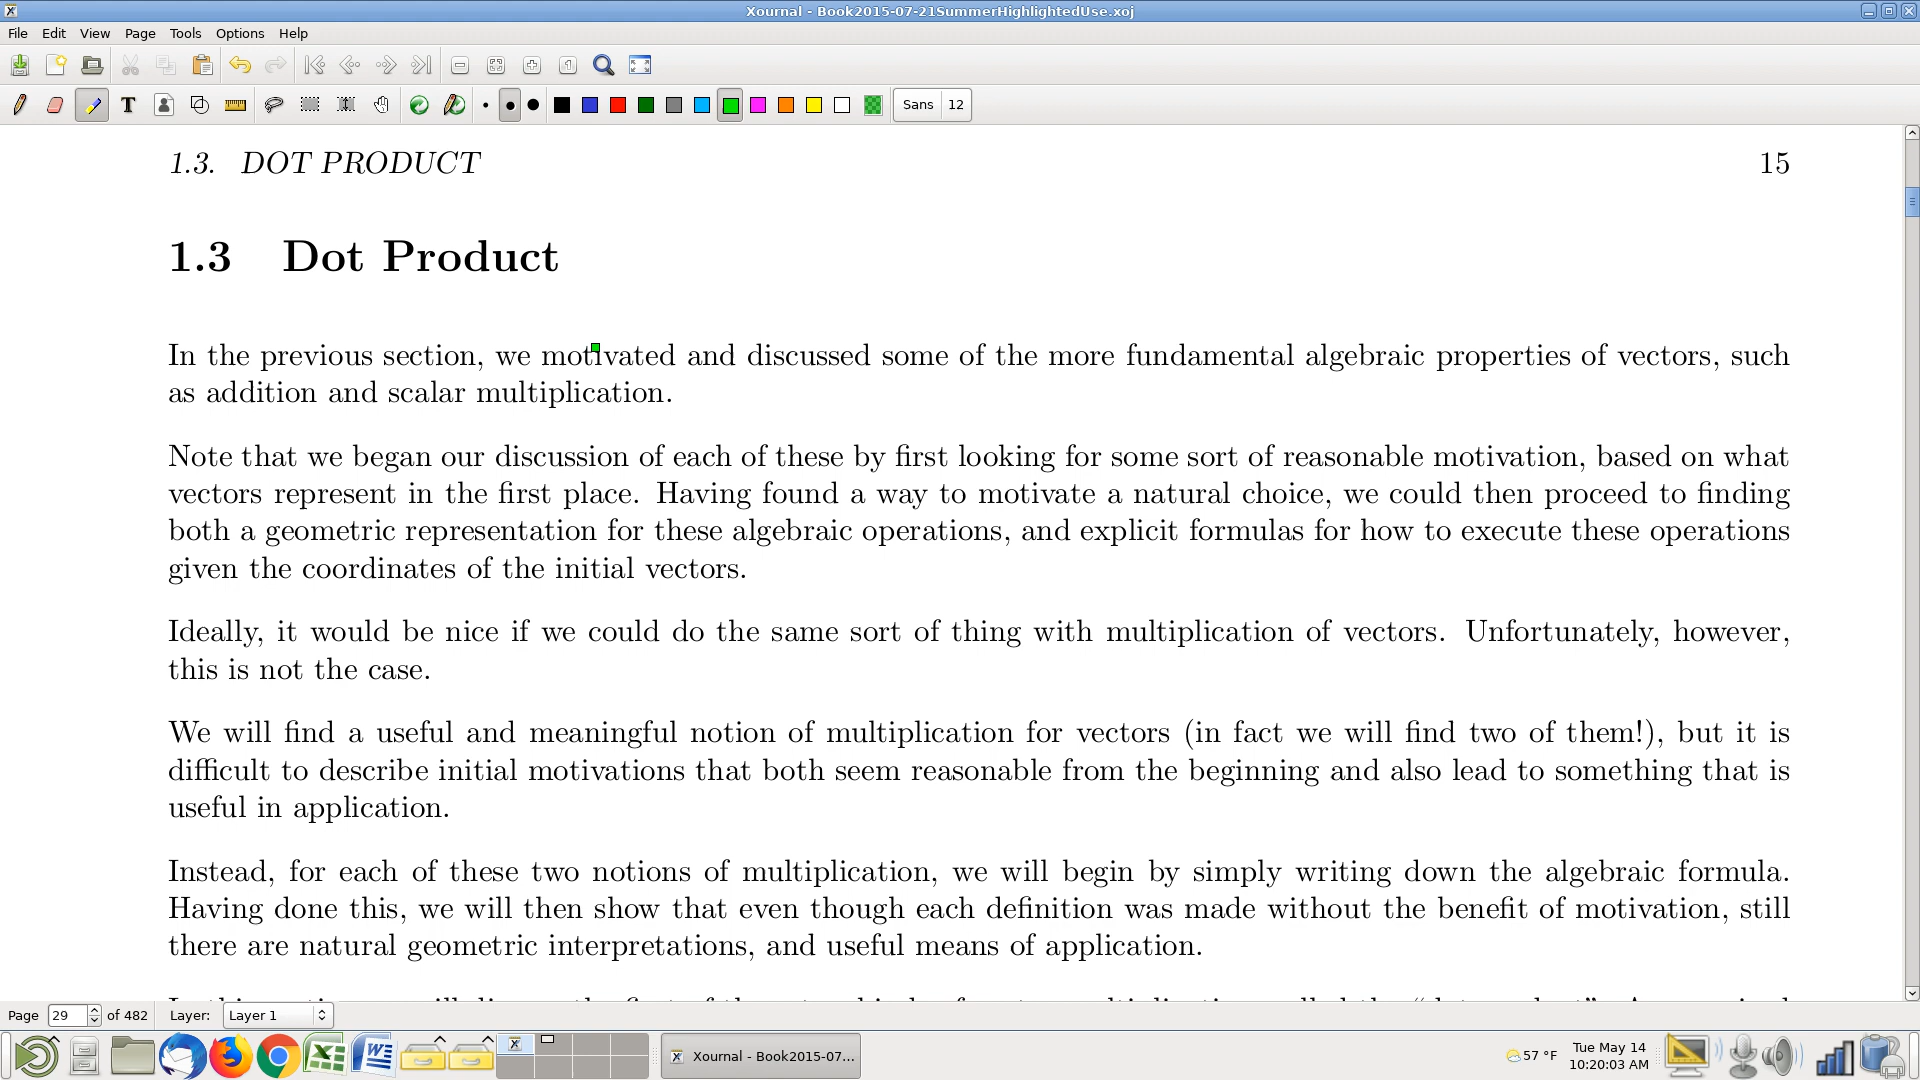 Xournal - Book2015-07-21SummerHighlightedUse.xoj
File Edit View Page Tools Options Help
T Sans 12
1.3. DOT PRODUCT 15
1.3 Dot Product
In the previous section, we motivated and discussed some of the more fundamental algebraic properties of vectors, such
as addition and scalar multiplication.
Note that we began our discussion of each of these by first looking for some sort of reasonable motivation, based on what
vectors represent in the first place. Having found a way to motivate a natural choice, we could then proceed to finding
both a geometric representation for these algebraic operations, and explicit formulas for how to execute these operations
given the coordinates of the initial vectors.
Ideally, it would be nice if we could do the same sort of thing with multiplication of vectors. Unfortunately, however,
this is not the case.
We will find a useful and meaningful notion of multiplication for vectors (in fact we will find two of them!), but it is
difficult to describe initial motivations that both seem reasonable from the beginning and also lead to something that is
useful in application.
Instead, for each of these two notions of multiplication, we will begin by simply writing down the algebraic formula.
Having done this, we will then show that even though each definition was made without the benefit of motivation, still
there are natural geometric interpretations, and useful means of application.
Page 29 of 482 Layer: Layer 1
Xournal - Book2015-07...
57 °F
Tue May 14
10:20:03 AM